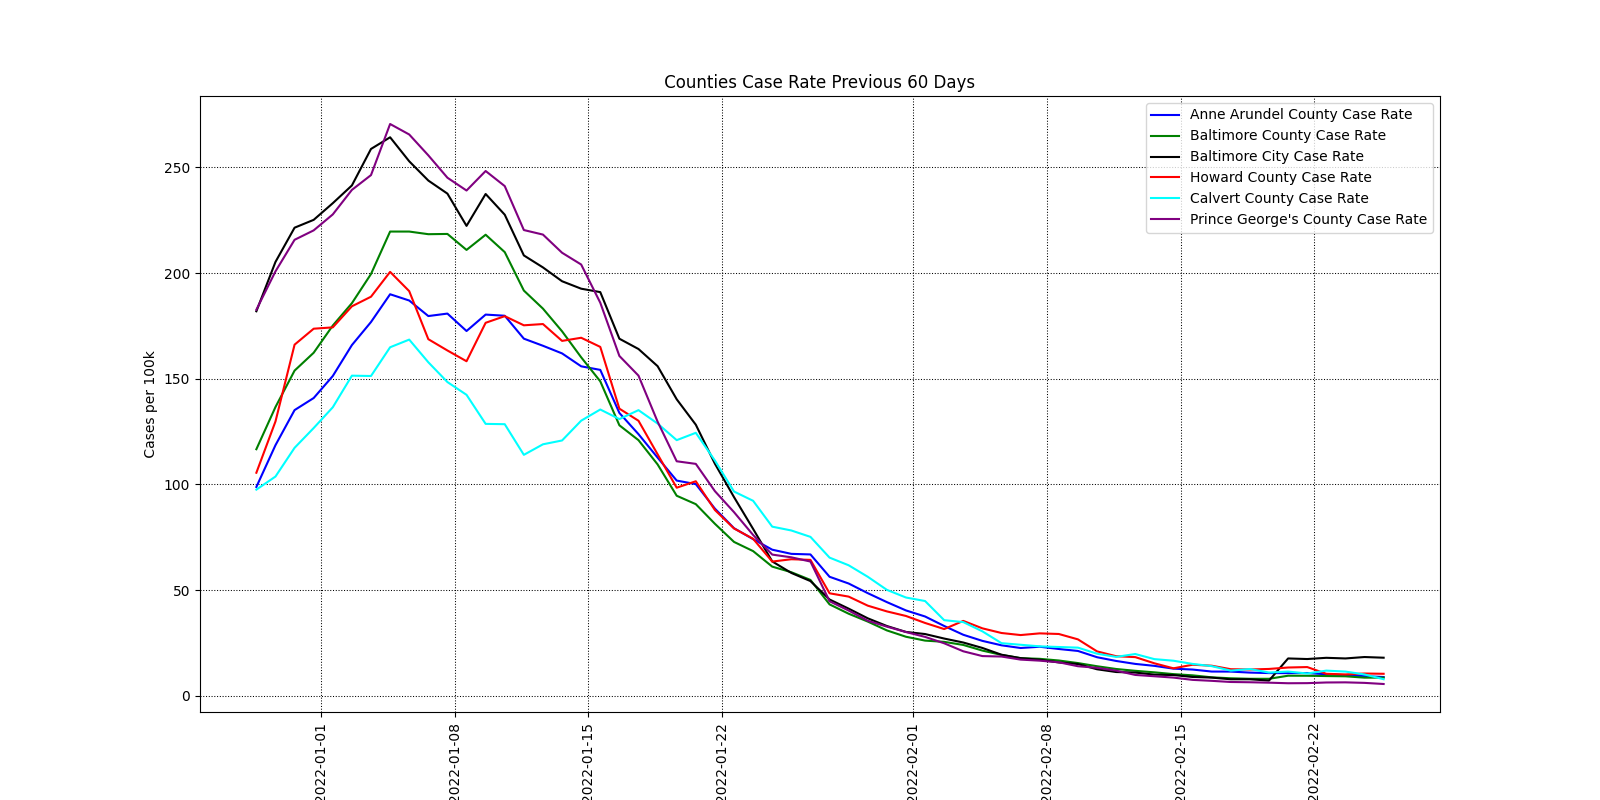 Counties Case Rate Previous 60 Days
Anne Arundel County Case Rate
Baltimore County Case Rate
Baltimore City Case Rate
Howard County Case Rate
Calvert County Case Rate
Prince George's County Case Rate
Cases per 100k
250
200
150
100
50
0
2022-01-01
2022-01-08
2022-01-15
2022-01-22
2022-02-01
2022-02-08
2022-02-15
2022-02-22